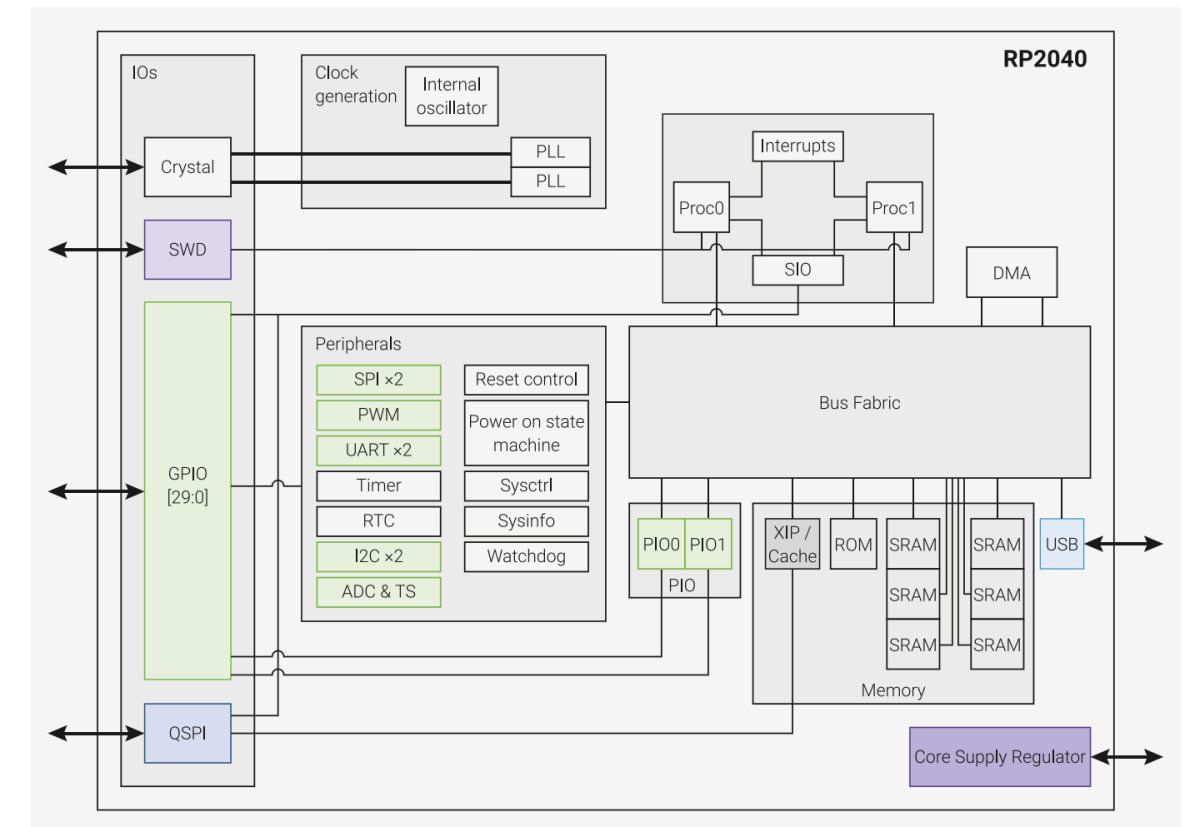 RP2040
IOs
Clock
generation
Internal
oscillator
Crystal
PLL
PLL
Interrupts
Proc0
Proc1
SWD
SIO
DMA
Peripherals
SPI ×2
Reset control
PWM
Power on state
machine
UART ×2
Timer
Sysctrl
RTC
Sysinfo
I2C ×2
Watchdog
ADC & TS
Bus Fabric
GPIO
[29:0]
PIO0
PIO1
PIO
XIP /
Cache
ROM
SRAM
SRAM
USB
SRAM
SRAM
SRAM
SRAM
Memory
QSPI
Core Supply Regulator